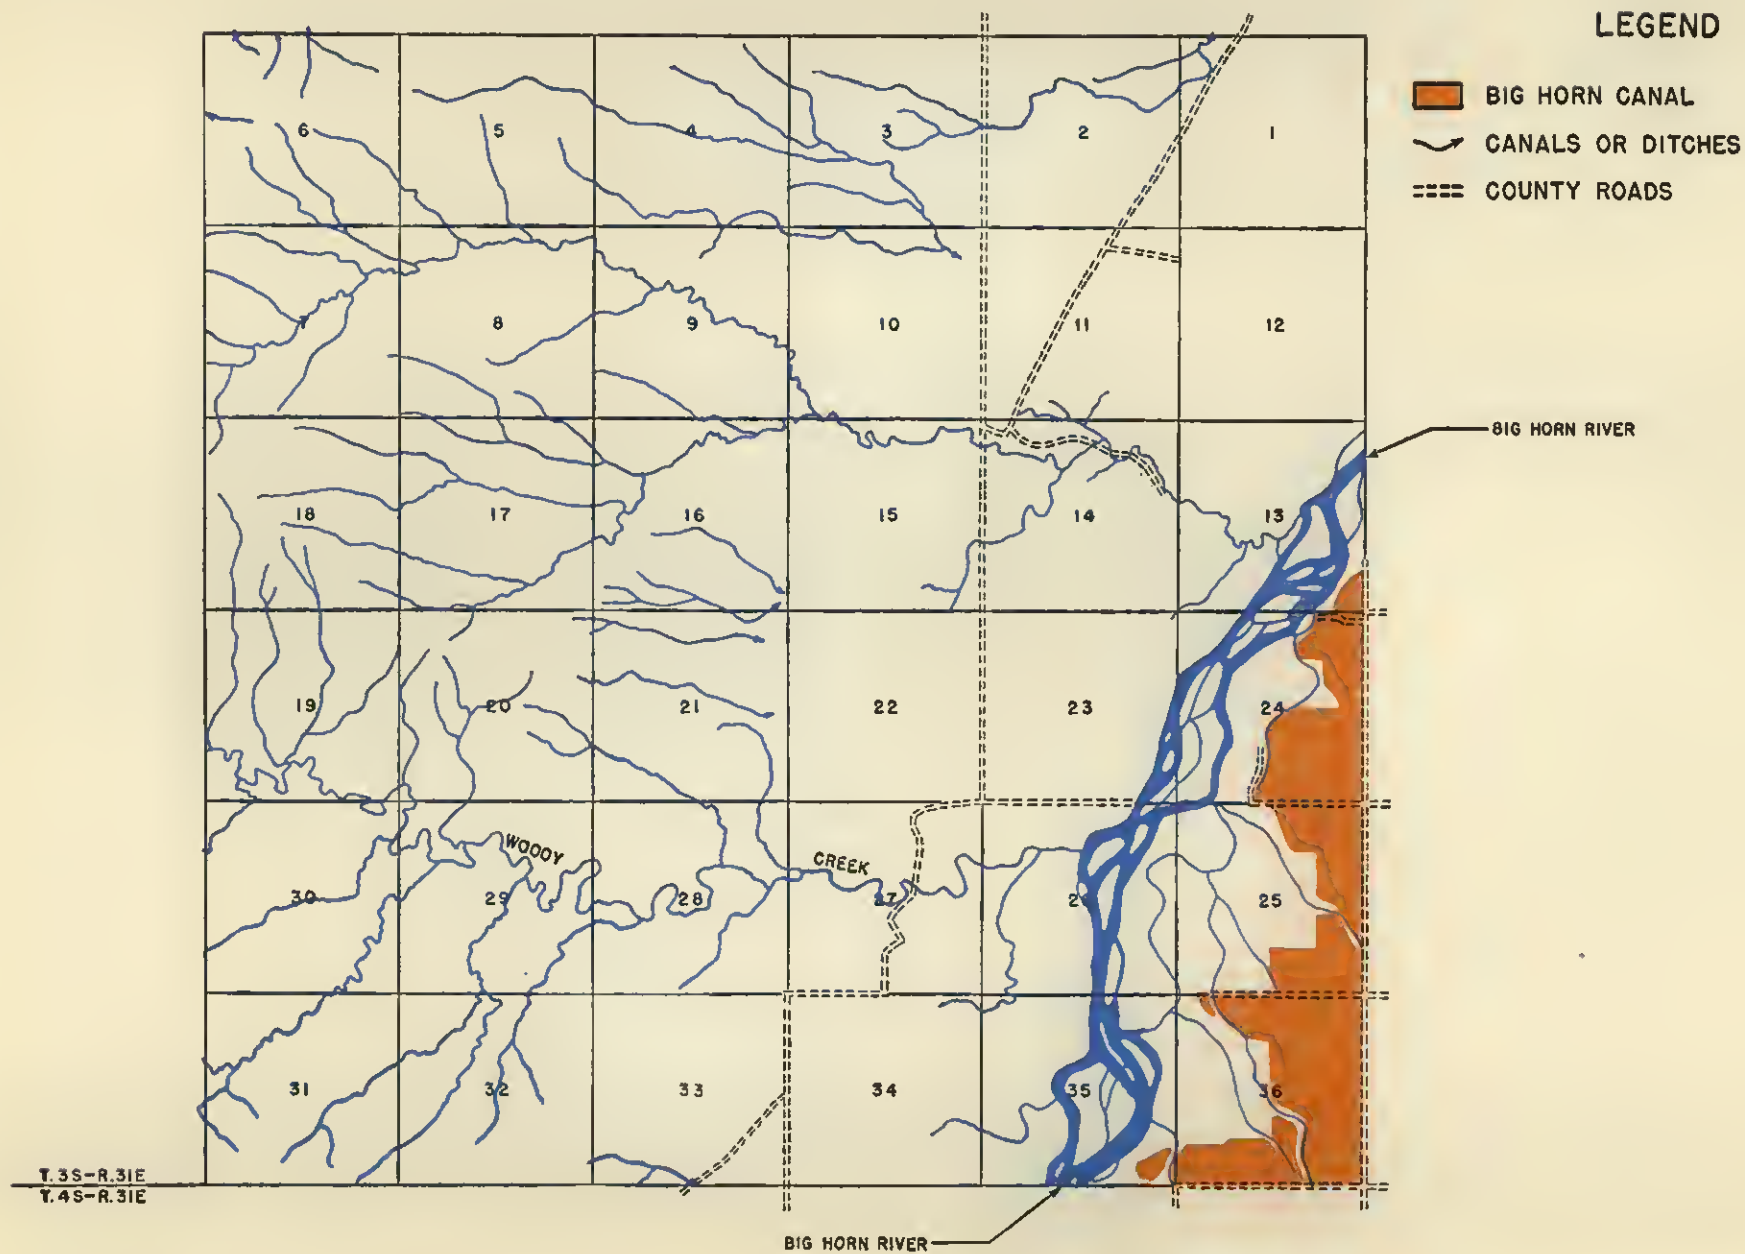 LEGEND
BIG HORN CANAL
CANALS OR DITCHES
COUNTY ROADS
6 5 4 3 2 1
7 8 9 10 11 12
BIG HORN RIVER
18 17 16 15 14 13
19 20 21 22 23 24
WOODY CREEK
30 29 28 27 26 25
31 32 33 34 35 36
T.3S-R.31E
T.4S-R.31E
BIG HORN RIVER